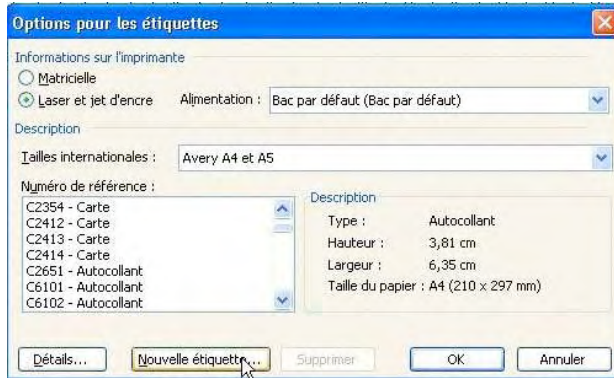 Options pour les étiquettes
Informations sur l'imprimante
Matricielle
Laser et jet d'encre Alimentation : Bac par défaut (Bac par défaut)
Description
Tailles internationales : Avery A4 et A5
Numéro de référence :
C2354 - Carte
C2412 - Carte
C2413 - Carte
C2414 - Carte
C2651 - Autocollant
C6101 - Autocollant
C6102 - Autocollant
Description
Type : Autocollant
Hauteur : 3,81 cm
Largeur : 6,35 cm
Taille du papier : A4 (210 x 297 mm)
Détails... Nouvelle étiquette... Supprimer OK Annuler